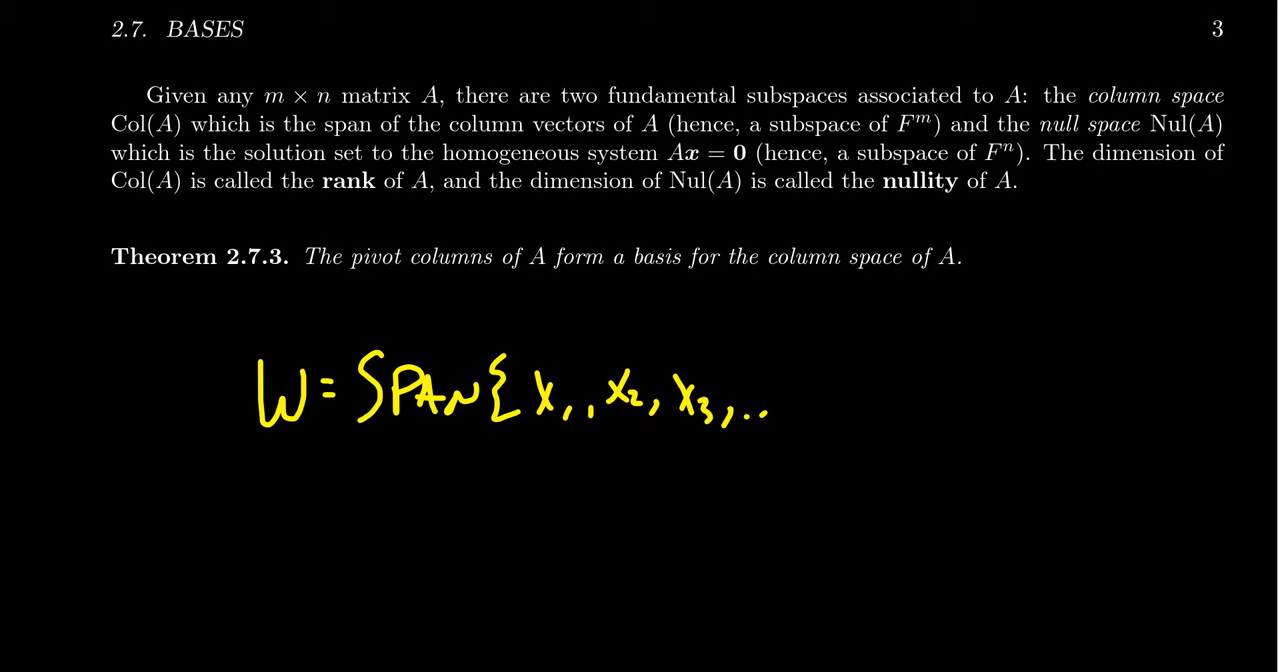 2.7. BASES 3
Given any m × n matrix A, there are two fundamental subspaces associated to A: the column space
Col(A) which is the span of the column vectors of A (hence, a subspace of Fᵐ) and the null space Nul(A)
which is the solution set to the homogeneous system Ax = 0 (hence, a subspace of Fⁿ). The dimension of
Col(A) is called the rank of A, and the dimension of Nul(A) is called the nullity of A.
Theorem 2.7.3. The pivot columns of A form a basis for the column space of A.
W = SPAN{ x₁, x₂, x₃, ..